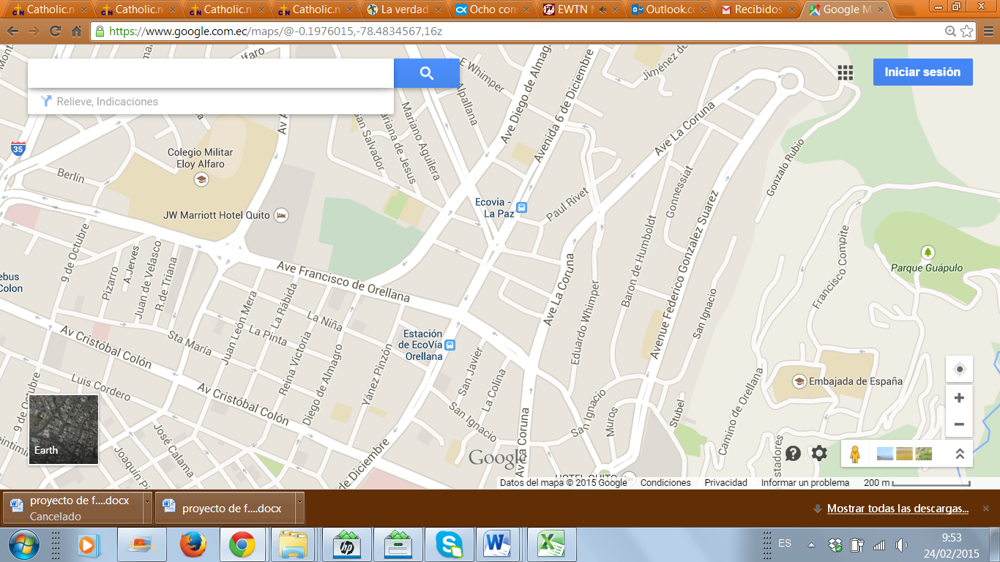 Catholic.n
Catholic.n
Catholic.n
Catholic.n
La verdad
Ocho con
EWTN
Outlook.c
Recibidos
Google M
https://www.google.com.ec/maps/@-0.1976015,-78.4834567,16z
Relieve, Indicaciones
Iniciar sesión
Alfaro
E Whimper
Alpallana
Mariano Aguilera
Mariana de Jesus
San Salvador
Ave Diego de Almagro
Avenida 6 de Diciembre
Jiménez de
Ave La Coruna
Gonzalo Rubio
35
Berlín
Colegio Militar
Eloy Alfaro
JW Marriott Hotel Quito
Ecovia -
La Paz
Paul Rivet
Gonnessiat
Baron de Humboldt
Avenue Federico Gonzalez Suarez
Parque Guápulo
Francisco Compite
9 de Octubre
Pizarro
A. Jerves
Juan de Velasco
R.de Triana
Ave Francisco de Orellana
Ave La Coruna
Eduardo Whimper
San Ignacio
ebus
Colon
Av Cristóbal Colón
Sta María
Juan León Mera
La Rábida
La Pinta
La Niña
Reina Victoria
Diego de Almagro
Yánez Pinzón
Estación
de EcoVía
Orellana
San Javier
La Colina
San Ignacio
Av La Coruna
San Ignacio
Muros
Stubel
Camino de Orellana
Embajada de España
Luis Cordero
Av Cristóbal Colón
9 de Octubre
José Calama
Joaquín
de Diciembre
HOTEL QUITO
Earth
Google
Datos del mapa © 2015 Google
Condiciones
Privacidad
Informar un problema
200 m
proyecto de f....docx
Cancelado
proyecto de f....docx
Mostrar todas las descargas...
hp
ES
9:53
24/02/2015